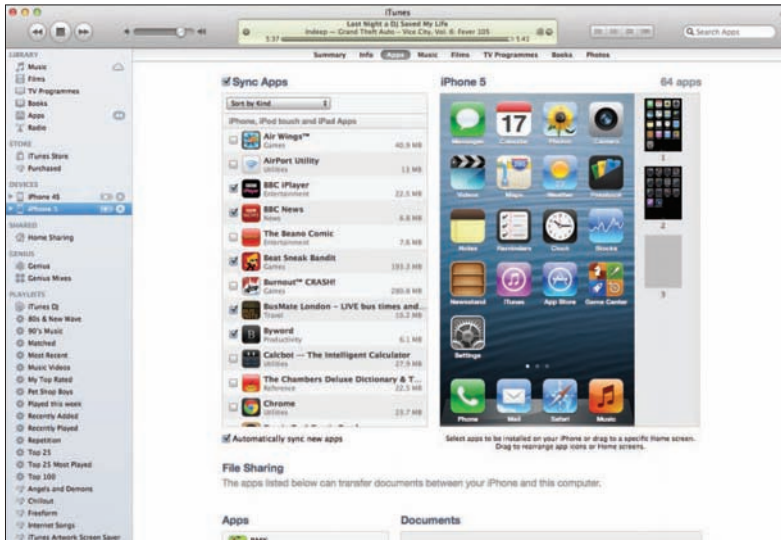 iTunes
Last Night a DJ Saved My Life
Indeep — Grand Theft Auto – Vice City, Vol. 6: Fever 105
5:37
5:41
Search Apps
LIBRARY
Music
Films
TV Programmes
Books
Apps
Radio
STORE
iTunes Store
Purchased
DEVICES
iPhone 4S
iPhone 5
SHARED
Home Sharing
GENIUS
Genius
Genius Mixes
PLAYLISTS
iTunes DJ
80s & New Wave
90's Music
Matched
Most Recent
Music Videos
My Top Rated
Pet Shop Boys
Played this week
Recently Added
Recently Played
Repetition
Top 25
Top 25 Most Played
Top 100
Angels and Demons
Chillout
Freeform
Internet Songs
iTunes Artwork Screen Saver
Summary Info Apps Music Films TV Programmes Books Photos
Sync Apps
Sort by Kind
iPhone, iPod touch and iPad Apps
Air Wings™
Games 40.9 MB
AirPort Utility
Utilities 13 MB
BBC iPlayer
Entertainment 22.5 MB
BBC News
News 6.8 MB
The Beano Comic
Entertainment 7.6 MB
Beat Sneak Bandit
Games 193.3 MB
Burnout™ CRASH!
Games 280.8 MB
BusMate London – LIVE bus times and...
Travel 19.2 MB
Byword
Productivity 6.1 MB
Calcbot — The Intelligent Calculator
Utilities 27.9 MB
The Chambers Deluxe Dictionary & T...
Reference 22.5 MB
Chrome
Utilities 23.7 MB
Automatically sync new apps
iPhone 5 64 apps
17
Messages Calendar Photos Camera
Videos Maps Weather Passbook
Notes Reminders Clock Stocks
Newsstand iTunes App Store Game Center
Settings
Phone Mail Safari Music
1
2
3
Select apps to be installed on your iPhone or drag to a specific Home screen.
Drag to rearrange app icons or Home screens.
File Sharing
The apps listed below can transfer documents between your iPhone and this computer.
Apps Documents